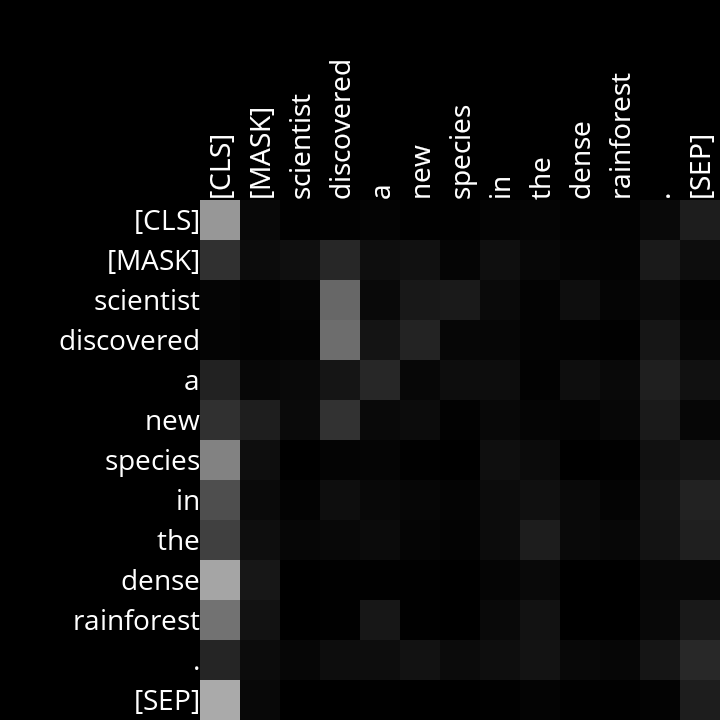 [CLS]
[MASK]
scientist
discovered
a
new
species
in
the
dense
rainforest
.
[SEP]
[CLS]
[MASK]
scientist
discovered
a
new
species
in
the
dense
rainforest
.
[SEP]